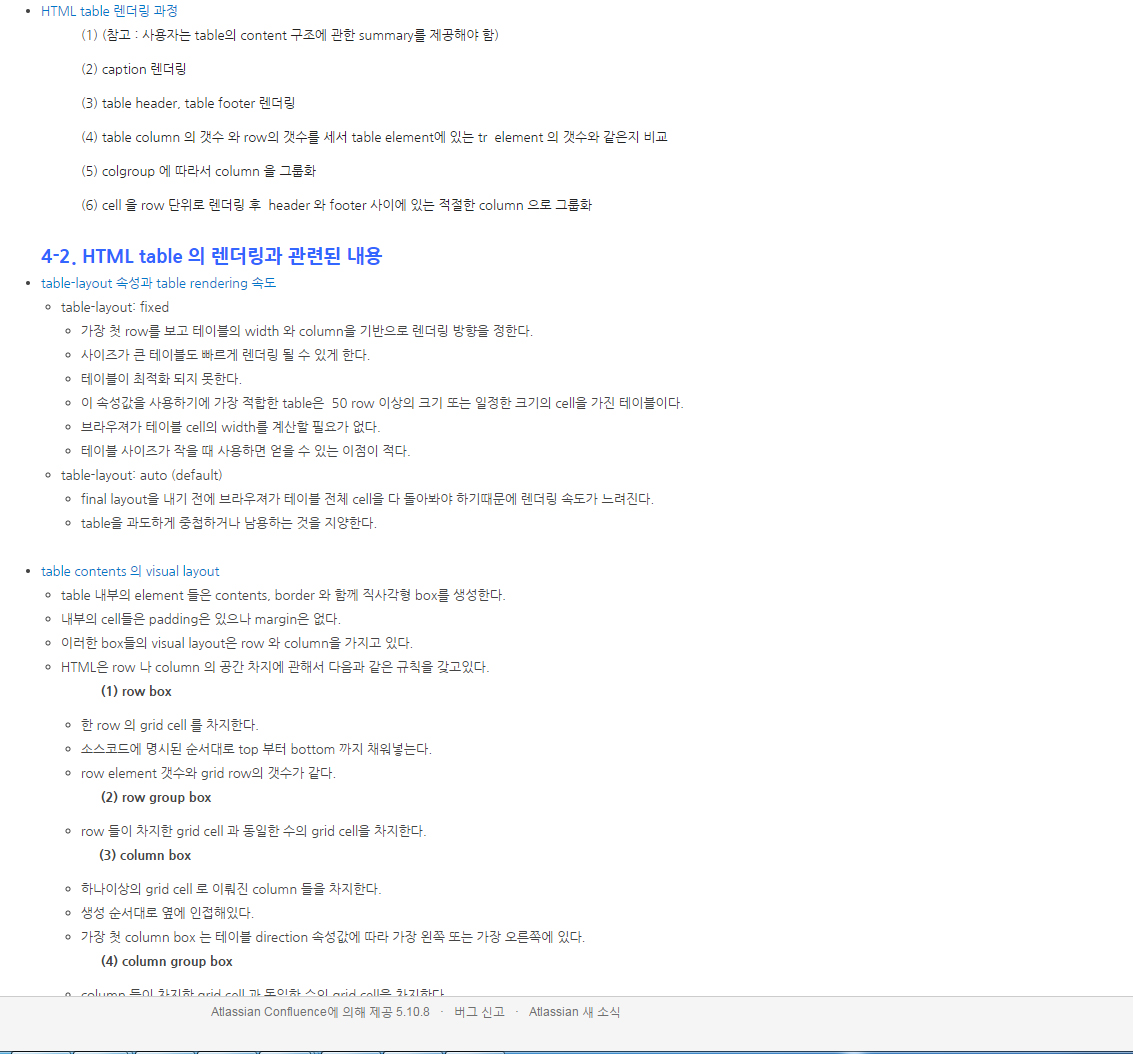 HTML table 렌더링 과정
(1) (참고 : 사용자는 table의 content 구조에 관한 summary를 제공해야 함)
(2) caption 렌더링
(3) table header, table footer 렌더링
(4) table column 의 갯수 와 row의 갯수를 세서 table element에 있는 tr  element 의 갯수와 같은지 비교
(5) colgroup 에 따라서 column 을 그룹화
(6) cell 을 row 단위로 렌더링 후  header 와 footer 사이에 있는 적절한 column 으로 그룹화
4-2. HTML table 의 렌더링과 관련된 내용
table-layout 속성과 table rendering 속도
table-layout: fixed
가장 첫 row를 보고 테이블의 width 와 column을 기반으로 렌더링 방향을 정한다.
사이즈가 큰 테이블도 빠르게 렌더링 될 수 있게 한다.
테이블이 최적화 되지 못한다.
이 속성값을 사용하기에 가장 적합한 table은  50 row 이상의 크기 또는 일정한 크기의 cell을 가진 테이블이다.
브라우져가 테이블 cell의 width를 계산할 필요가 없다.
테이블 사이즈가 작을 때 사용하면 얻을 수 있는 이점이 적다.
table-layout: auto (default)
final layout을 내기 전에 브라우져가 테이블 전체 cell을 다 돌아봐야 하기때문에 렌더링 속도가 느려진다.
table을 과도하게 중첩하거나 남용하는 것을 지양한다.
table contents 의 visual layout
table 내부의 element 들은 contents, border 와 함께 직사각형 box를 생성한다.
내부의 cell들은 padding은 있으나 margin은 없다.
이러한 box들의 visual layout은 row 와 column을 가지고 있다.
HTML은 row 나 column 의 공간 차지에 관해서 다음과 같은 규칙을 갖고있다.
(1) row box
한 row 의 grid cell 를 차지한다.
소스코드에 명시된 순서대로 top 부터 bottom 까지 채워넣는다.
row element 갯수와 grid row의 갯수가 같다.
(2) row group box
row 들이 차지한 grid cell 과 동일한 수의 grid cell을 차지한다.
(3) column box
하나이상의 grid cell 로 이뤄진 column 들을 차지한다.
생성 순서대로 옆에 인접해있다.
가장 첫 column box 는 테이블 direction 속성값에 따라 가장 왼쪽 또는 가장 오른쪽에 있다.
(4) column group box
column 들이 차지한 grid cell 과 동일한 수의 grid cell을 차지한다.
Atlassian Confluence에 의해 제공 5.10.8 · 버그 신고 · Atlassian 새 소식